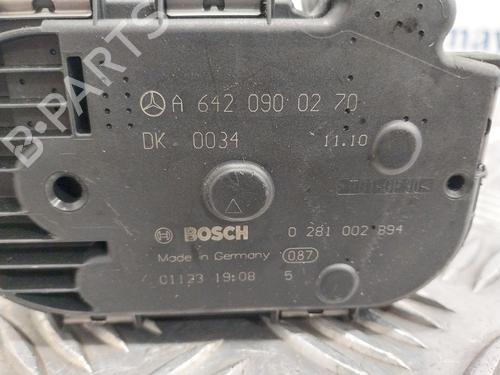 A 642 090 02 70
DK 0034 11.10
BOSCH 0 281 002 894
Made in Germany 087
01123 19:08 5
B-PARTS